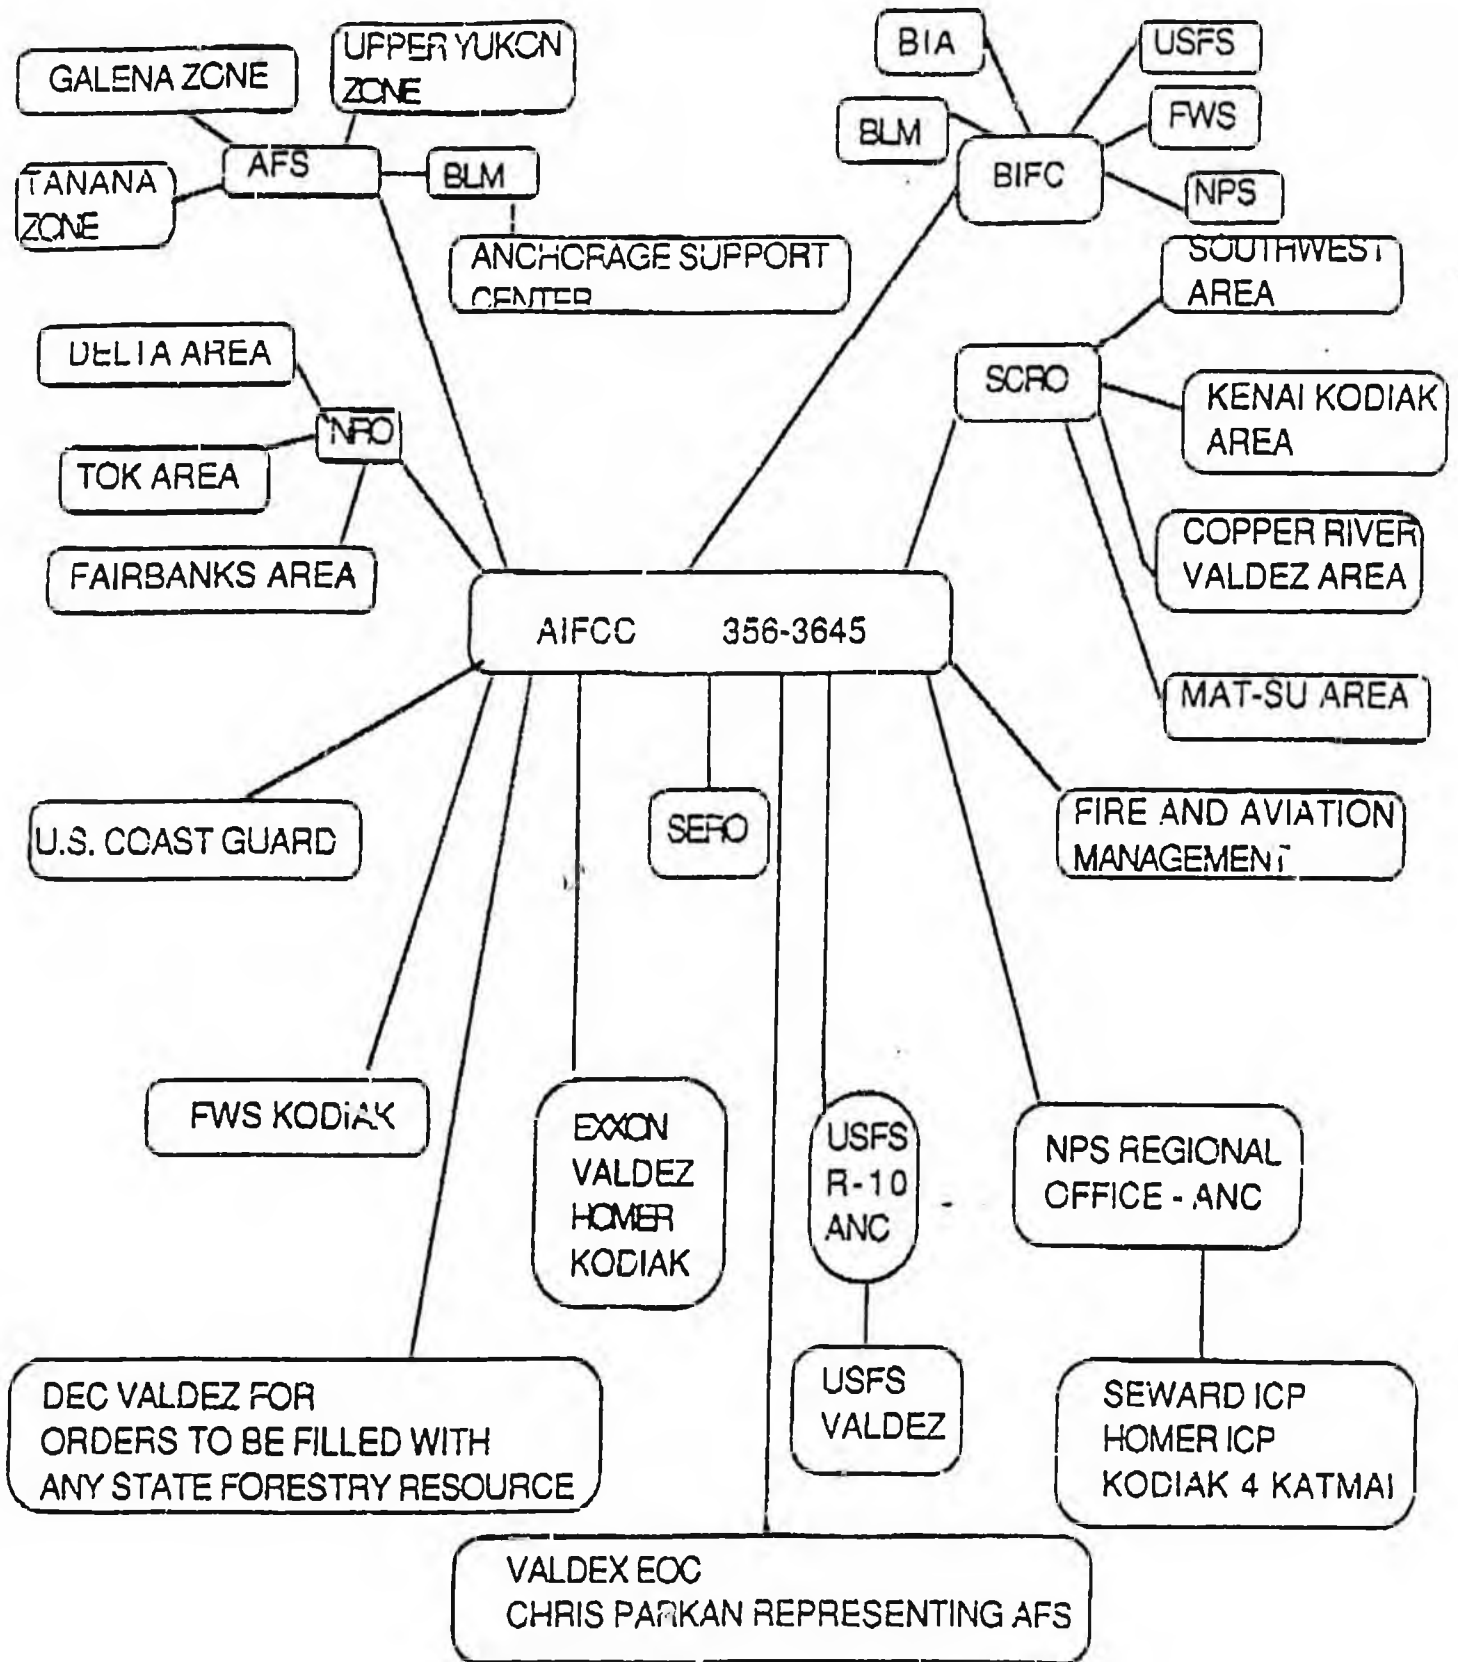 GALENA ZONE
UPPER YUKON
ZONE
AFS
BLM
TANANA
ZONE
ANCHORAGE SUPPORT
CENTER
BIA
USFS
BLM
FWS
BIFC
NPS
SOUTHWEST
AREA
DELTA AREA
NRO
TOK AREA
FAIRBANKS AREA
SCRO
KENAI KODIAK
AREA
COPPER RIVER
VALDEZ AREA
MAT-SU AREA
AIFCC 356-3645
U.S. COAST GUARD
SERO
FIRE AND AVIATION
MANAGEMENT
FWS KODIAK
EXXON
VALDEZ
HOMER
KODIAK
USFS
R-10
ANC
NPS REGIONAL
OFFICE - ANC
DEC VALDEZ FOR
ORDERS TO BE FILLED WITH
ANY STATE FORESTRY RESOURCE
USFS
VALDEZ
SEWARD ICP
HOMER ICP
KODIAK 4 KATMAI
VALDEX EOC
CHRIS PARKAN REPRESENTING AFS